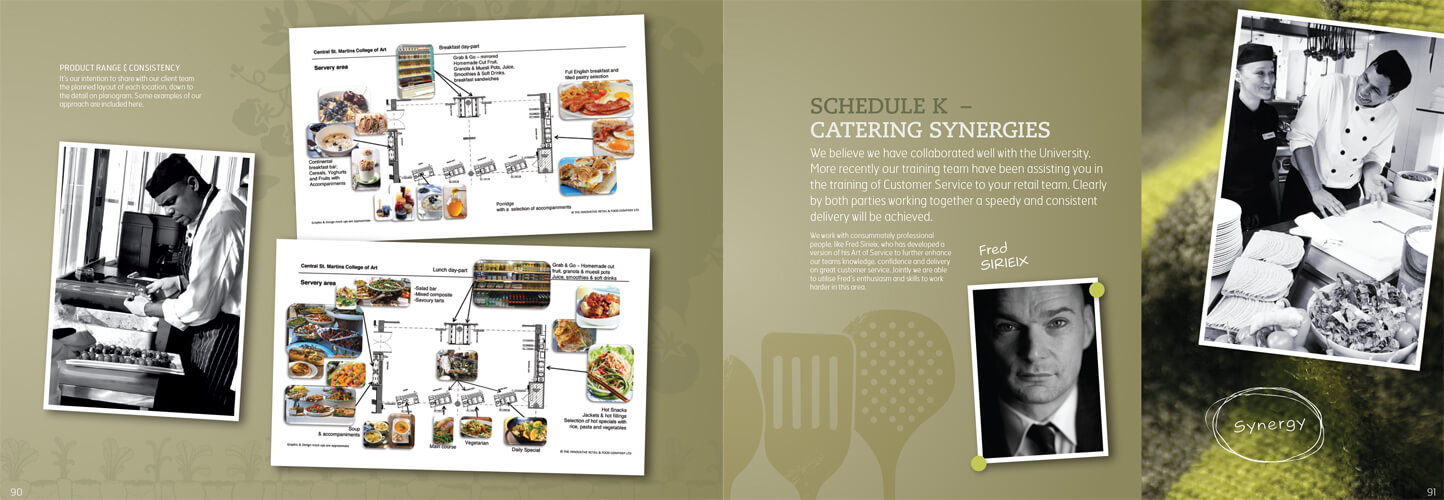 PRODUCT RANGE & CONSISTENCY
It's our intention to share with our client team
the planned layout of each location, down to
the detail on planogram. Some examples of our
approach are included here.
Central St. Martins College of Art
Breakfast day-part
Servery area
Grab & Go – mirrored
Homemade Cut Fruit,
Granola & Muesli Pots, Juice,
Smoothies & Soft Drinks,
breakfast sandwiches
Full English breakfast and
filled pastry selection
Continental
breakfast bar:
Cereals, Yoghurts
and Fruits with
Accompaniments
Porridge
with a selection of accompaniments
Graphic & Design mock ups are approximate
© THE INNOVATIVE RETAIL & FOOD COMPANY LTD
Central St. Martins College of Art
Lunch day-part
Servery area
-Salad bar
-Mixed composite
-Savoury tarts
Grab & Go – Homemade cut
fruit, granola & muesli pots
Juice, smoothies & soft drinks
Hot Snacks
Jackets & hot fillings
Selection of hot specials with
rice, pasta and vegetables
Soup
& accompaniments
Main course
Vegetarian
Daily Special
Graphic & Design mock ups are approximate
© THE INNOVATIVE RETAIL & FOOD COMPANY LTD
90
SCHEDULE K –
CATERING SYNERGIES
We believe we have collaborated well with the University.
More recently our training team have been assisting you in
the training of Customer Service to your retail team. Clearly
by both parties working together a speedy and consistent
delivery will be achieved.
We work with consummately professional
people, like Fred Sirieix, who has developed a
version of his Art of Service to further enhance
our teams knowledge, confidence and delivery
on great customer service. Jointly we are able
to utilise Fred's enthusiasm and skills to work
harder in this area.
Fred
SIRIEIX
Synergy
91